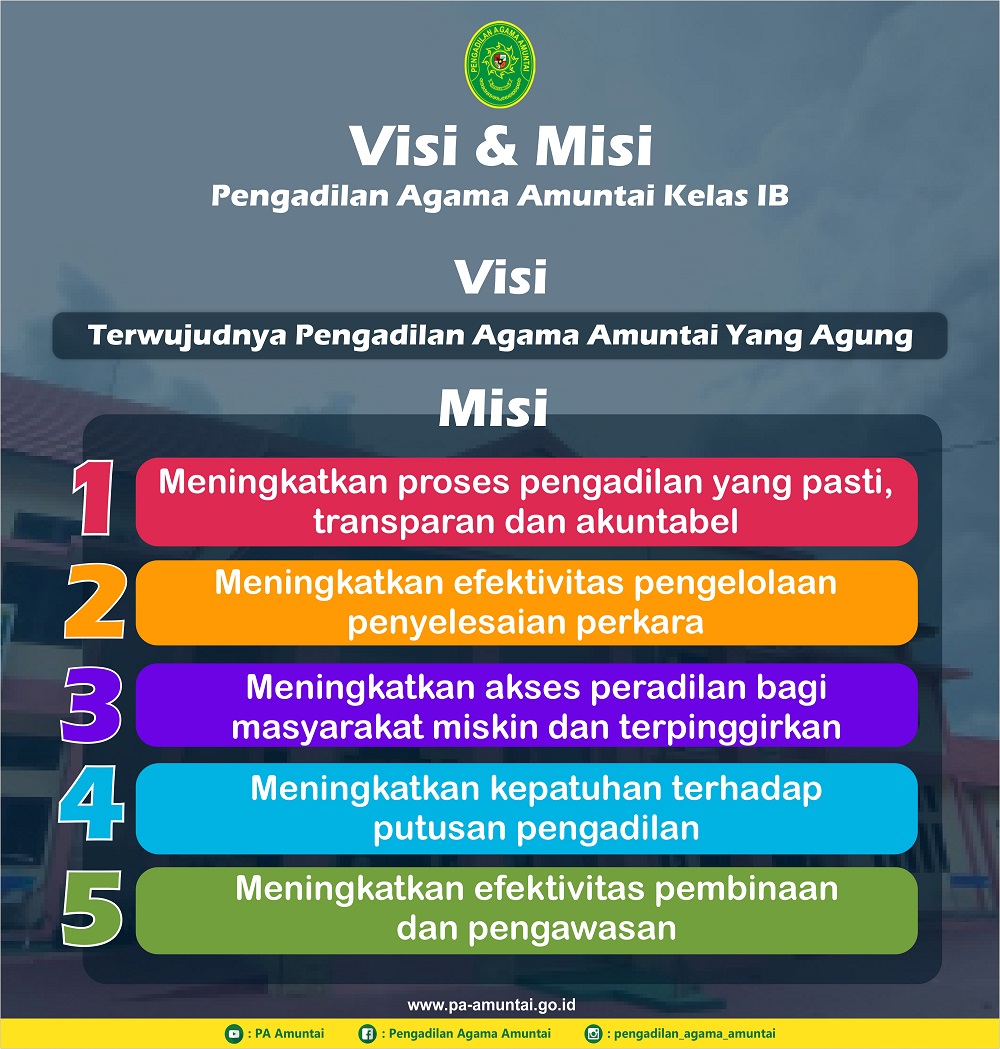 PENGADILAN AGAMA AMUNTAI
Visi & Misi
Pengadilan Agama Amuntai Kelas IB
Visi
Terwujudnya Pengadilan Agama Amuntai Yang Agung
Misi
1
Meningkatkan proses pengadilan yang pasti,
transparan dan akuntabel
2
Meningkatkan efektivitas pengelolaan
penyelesaian perkara
3
Meningkatkan akses peradilan bagi
masyarakat miskin dan terpinggirkan
4
Meningkatkan kepatuhan terhadap
putusan pengadilan
5
Meningkatkan efektivitas pembinaan
dan pengawasan
www.pa-amuntai.go.id
: PA Amuntai : Pengadilan Agama Amuntai : pengadilan_agama_amuntai